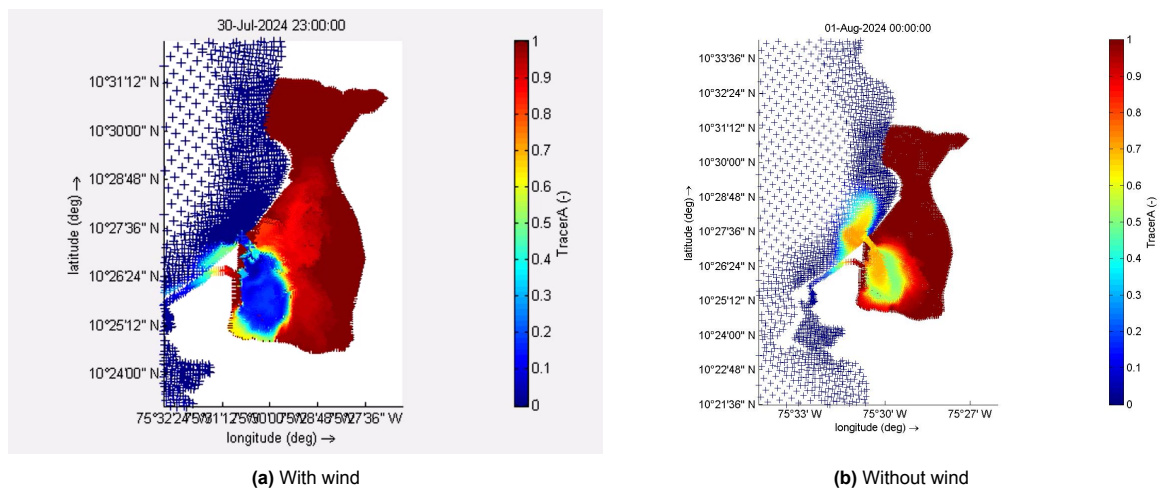 30-Jul-2024 23:00:00
10°31'12" N
10°30'00" N
10°28'48" N
10°27'36" N
10°26'24" N
10°25'12" N
10°24'00" N
latitude (deg) →
75°32'24"
27'36" W
longitude (deg) →
1
0.9
0.8
0.7
0.6
0.5
0.4
0.3
0.2
0.1
0
TracerA (-)
(a) With wind
01-Aug-2024 00:00:00
10°33'36" N
10°32'24" N
10°31'12" N
10°30'00" N
10°28'48" N
10°27'36" N
10°26'24" N
10°25'12" N
10°24'00" N
10°22'48" N
10°21'36" N
latitude (deg) →
75°33' W
75°30' W
75°27' W
longitude (deg) →
1
0.9
0.8
0.7
0.6
0.5
0.4
0.3
0.2
0.1
0
TracerA (-)
(b) Without wind